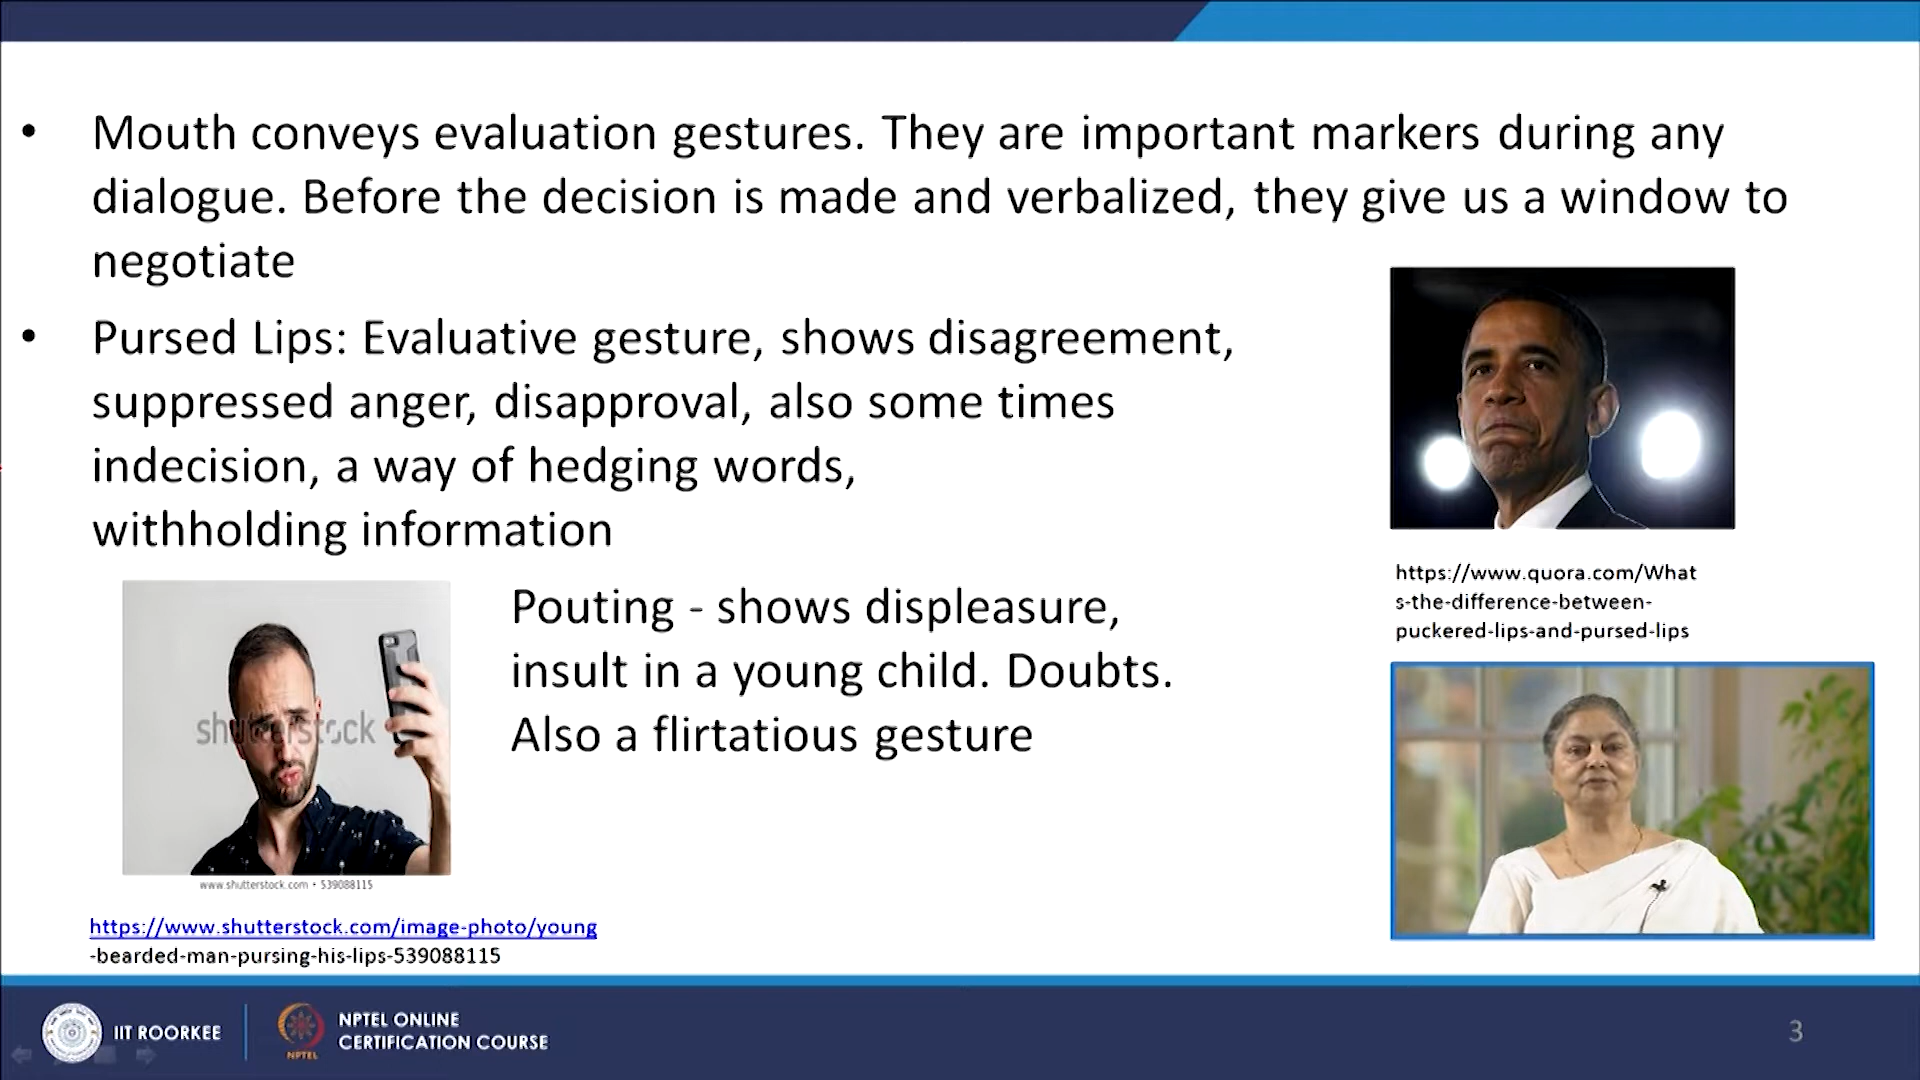 • Mouth conveys evaluation gestures. They are important markers during any
dialogue. Before the decision is made and verbalized, they give us a window to
negotiate
• Pursed Lips: Evaluative gesture, shows disagreement,
suppressed anger, disapproval, also some times
indecision, a way of hedging words,
withholding information
https://www.quora.com/What
s-the-difference-between-
puckered-lips-and-pursed-lips
Pouting - shows displeasure,
insult in a young child. Doubts.
Also a flirtatious gesture
shutterstock
www.shutterstock.com • 539088115
https://www.shutterstock.com/image-photo/young
-bearded-man-pursing-his-lips-539088115
IIT ROORKEE
NPTEL
NPTEL ONLINE
CERTIFICATION COURSE
3